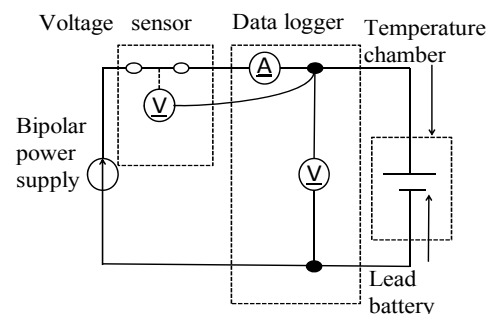 Voltage sensor
Data logger
Temperature
chamber
A
V
Bipolar
power
supply
V
Lead
battery